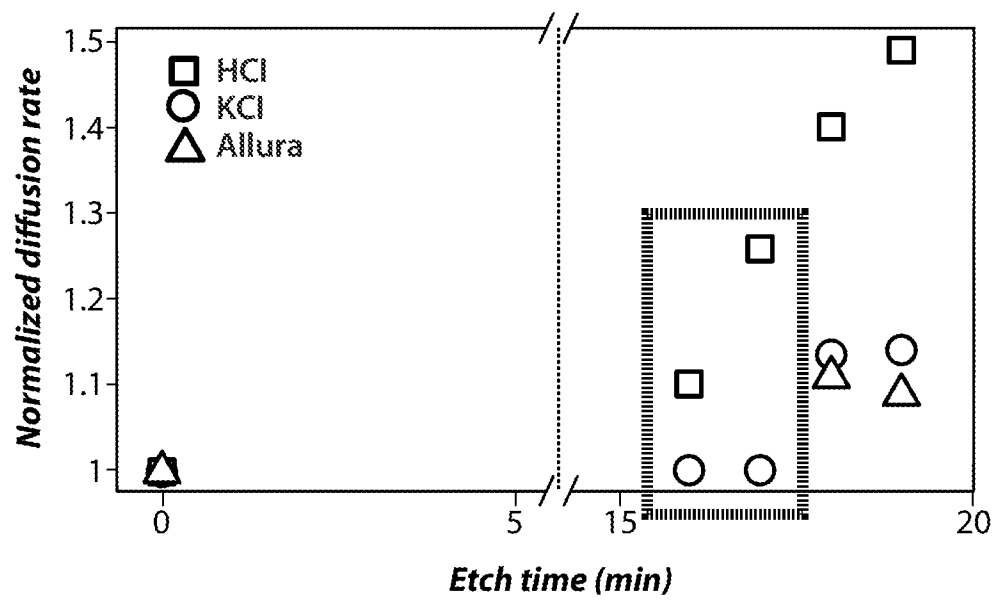 Normalized diffusion rate
1.5
1.4
1.3
1.2
1.1
1
HCl
KCl
Allura
0
5
15
20
Etch time (min)